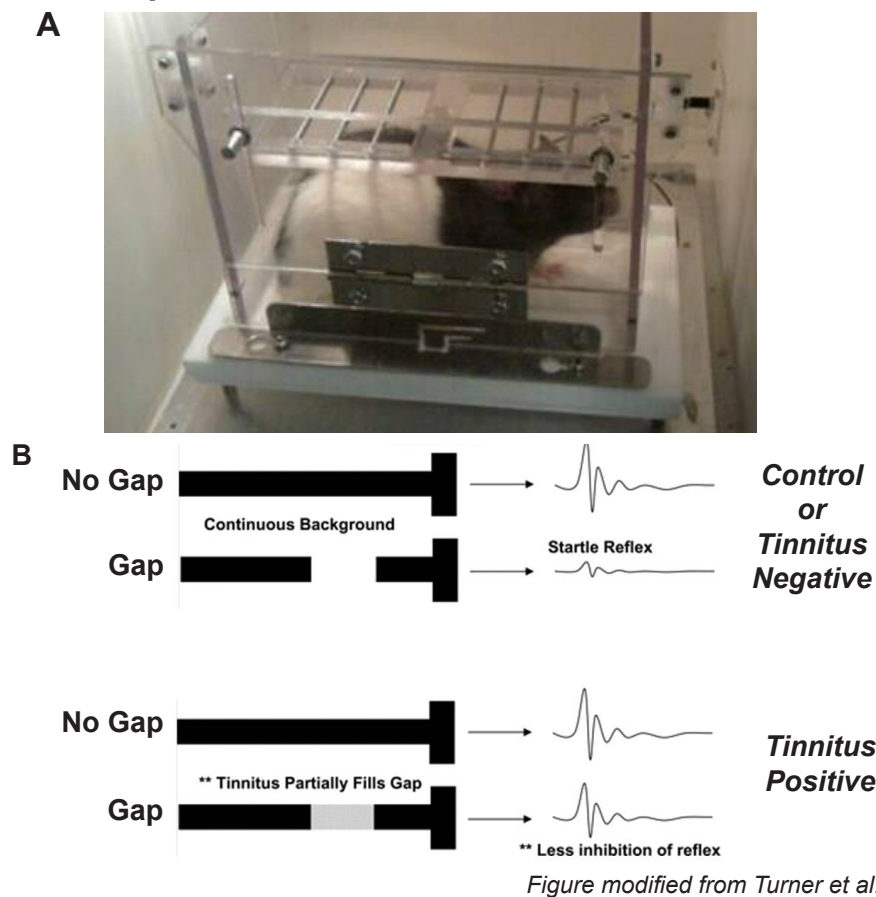 A
B
No Gap
Continuous Background
Gap
Startle Reflex
Control
or
Tinnitus
Negative
No Gap
** Tinnitus Partially Fills Gap
Gap
** Less inhibition of reflex
Tinnitus
Positive
Figure modified from Turner et al.